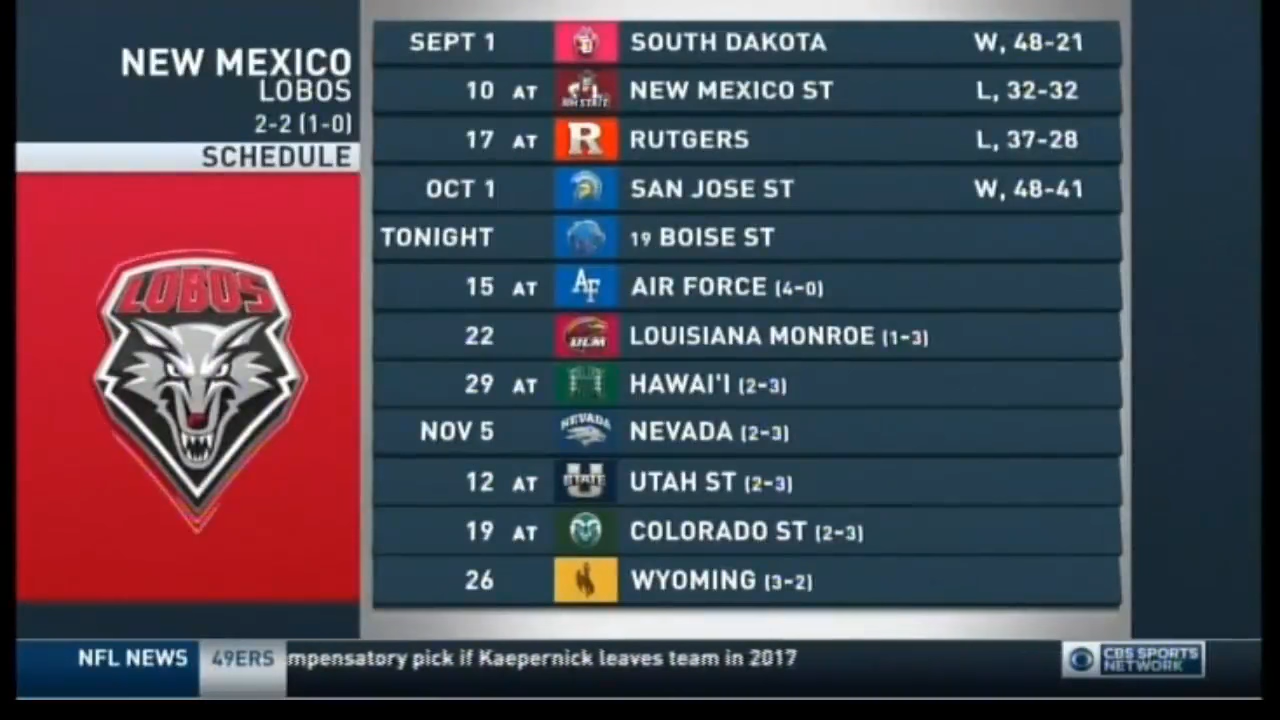 NEW MEXICO
LOBOS
2-2 (1-0)
SCHEDULE
LOBOS
SEPT 1 SOUTH DAKOTA W, 48-21
10 AT NM STATE NEW MEXICO ST L, 32-32
17 AT R RUTGERS L, 37-28
OCT 1 SAN JOSE ST W, 48-41
TONIGHT 19 BOISE ST
15 AT AF AIR FORCE (4-0)
22 ULM LOUISIANA MONROE (1-3)
29 AT H HAWAI'I (2-3)
NOV 5 NEVADA NEVADA (2-3)
12 AT U STATE UTAH ST (2-3)
19 AT COLORADO ST (2-3)
26 WYOMING (3-2)
NFL NEWS 49ERS mpensatory pick if Kaepernick leaves team in 2017
CBS SPORTS
NETWORK